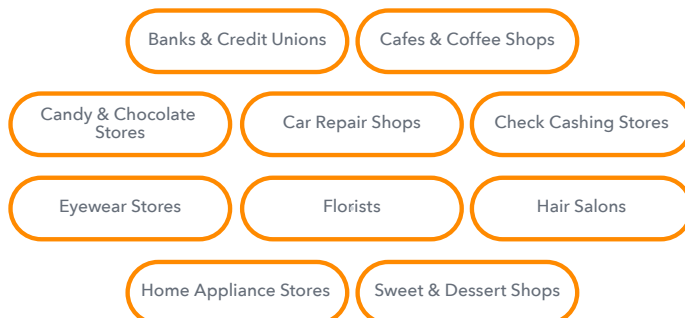 Banks & Credit Unions
Cafes & Coffee Shops
Candy & Chocolate
Stores
Car Repair Shops
Check Cashing Stores
Eyewear Stores
Florists
Hair Salons
Home Appliance Stores
Sweet & Dessert Shops